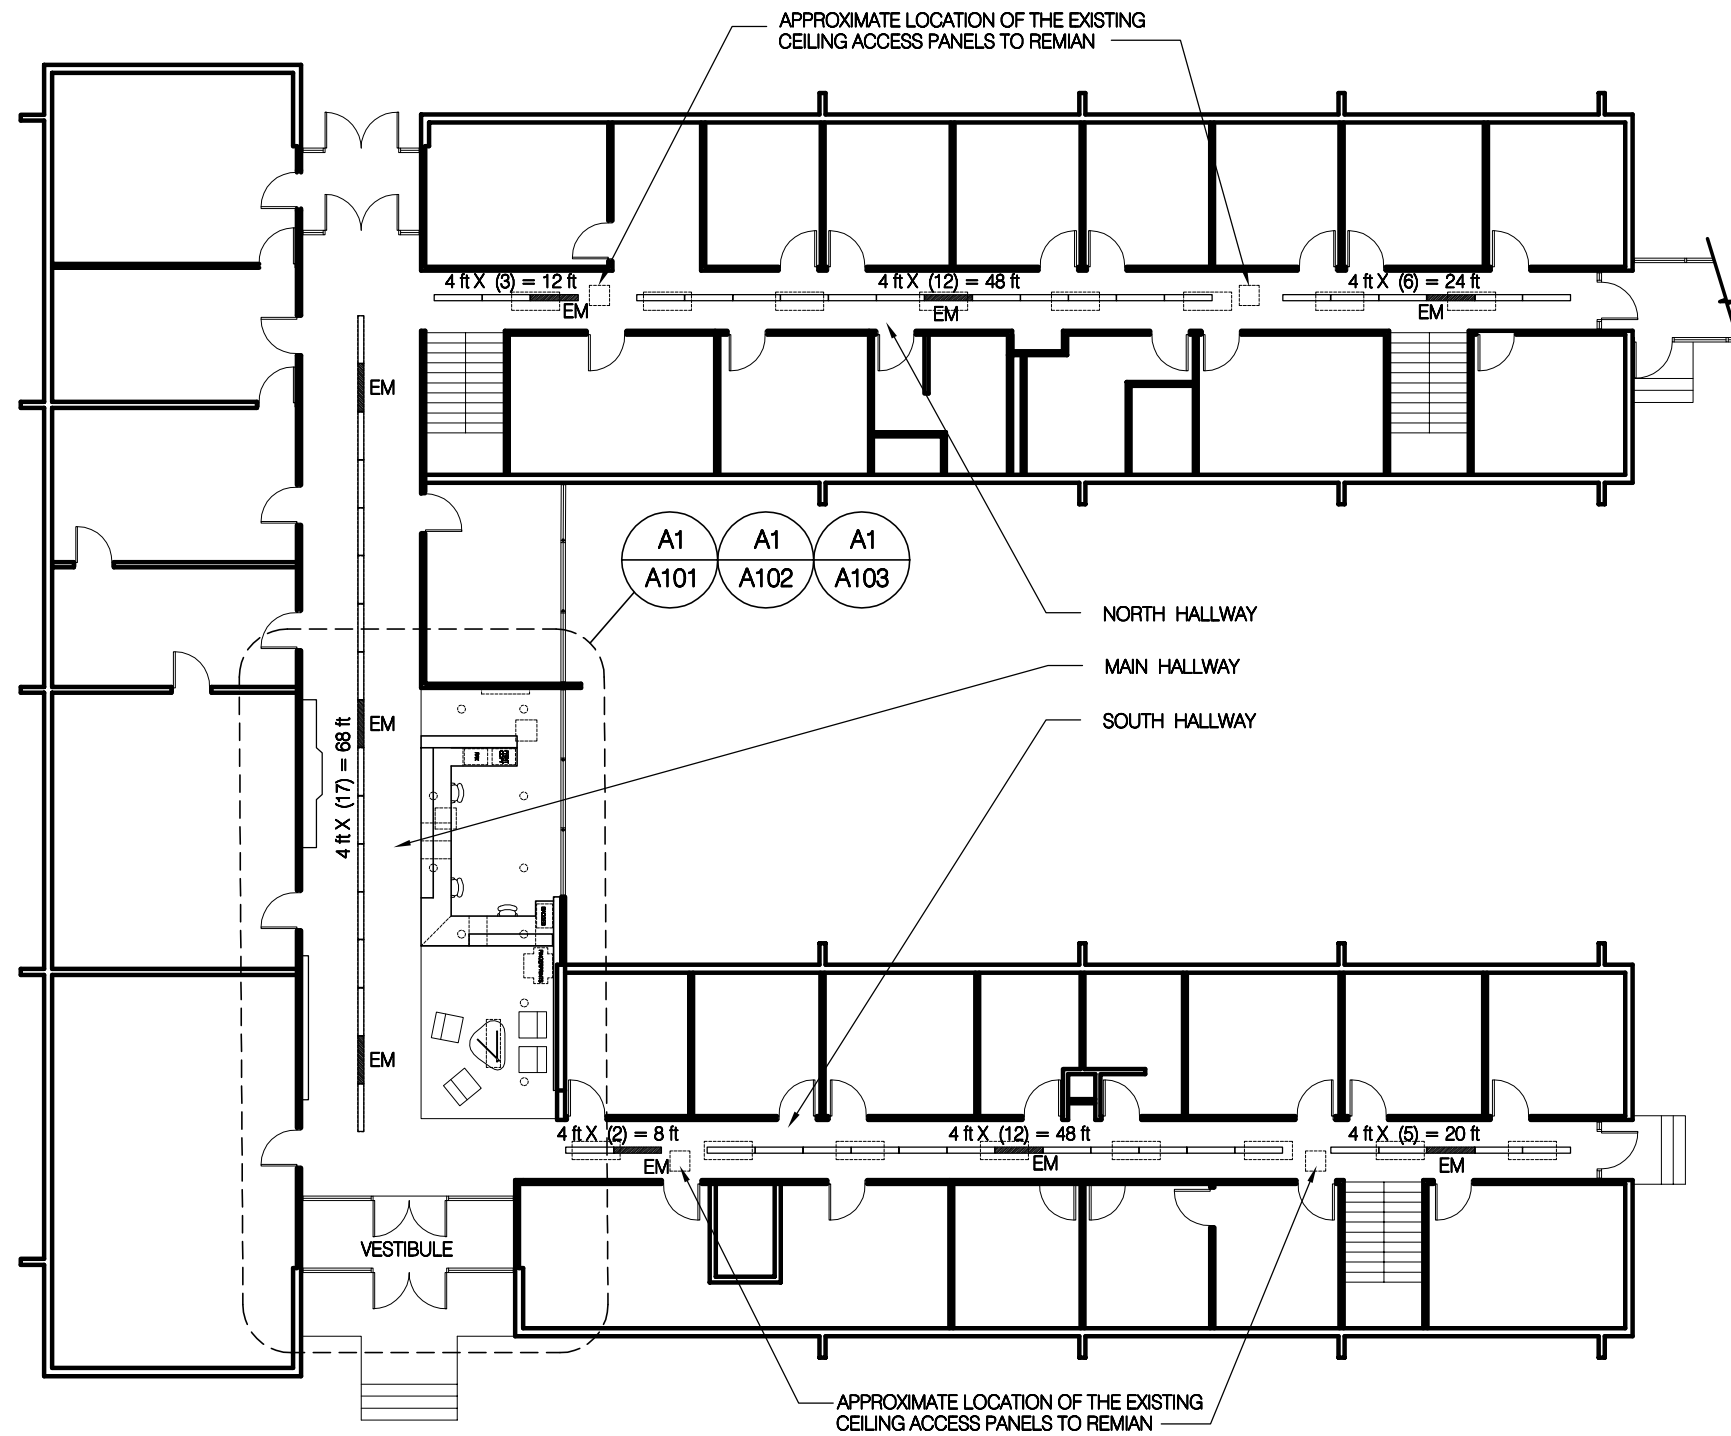 APPROXIMATE LOCATION OF THE EXISTING
CEILING ACCESS PANELS TO REMIAN
4 ft X (3) = 12 ft
4 ft X (12) = 48 ft
4 ft X (6) = 24 ft
EM
EM
EM
EM
A1
A1
A1
A101
A102
A103
NORTH HALLWAY
MAIN HALLWAY
SOUTH HALLWAY
EM
4 ft X (17) = 68 ft
EM
4 ft X (2) = 8 ft
4 ft X (12) = 48 ft
4 ft X (5) = 20 ft
EM
EM
EM
VESTIBULE
APPROXIMATE LOCATION OF THE EXISTING
CEILING ACCESS PANELS TO REMIAN